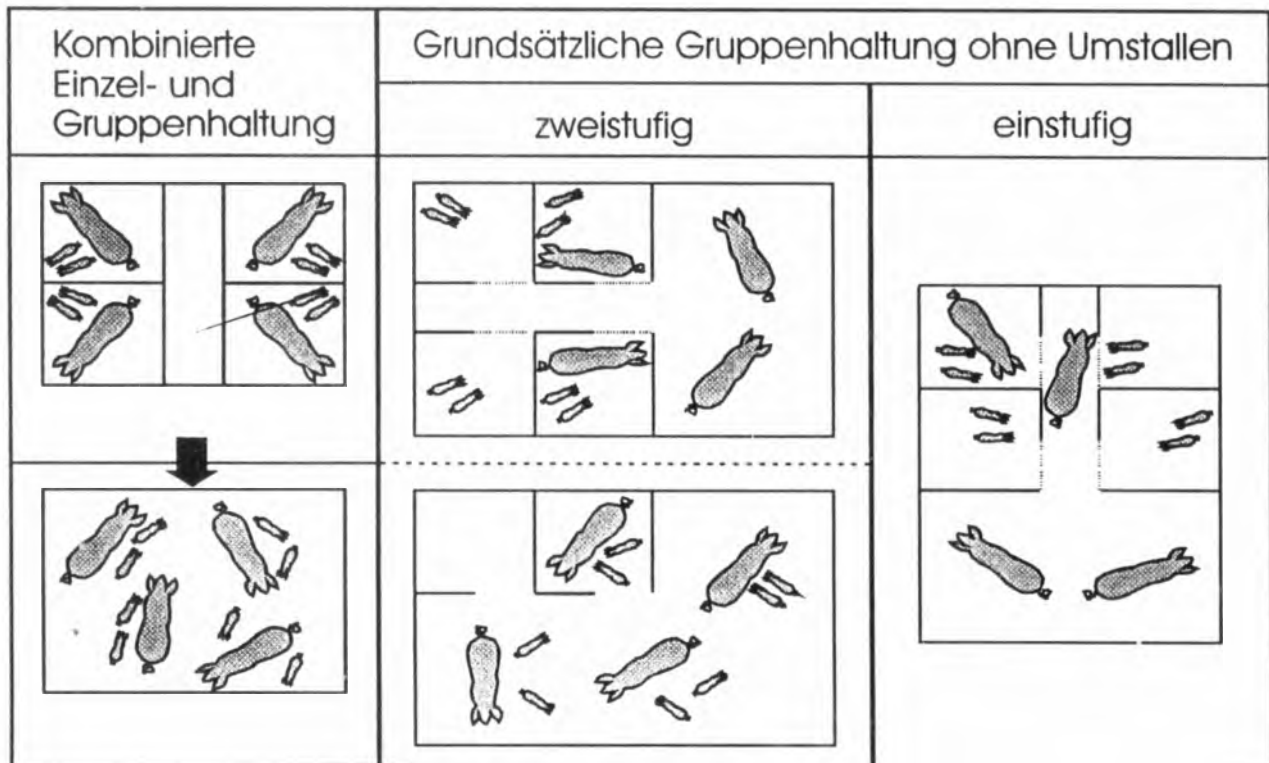 Kombinierte
Einzel- und
Gruppenhaltung
Grundsätzliche Gruppenhaltung ohne Umstallen
zweistufig
einstufig